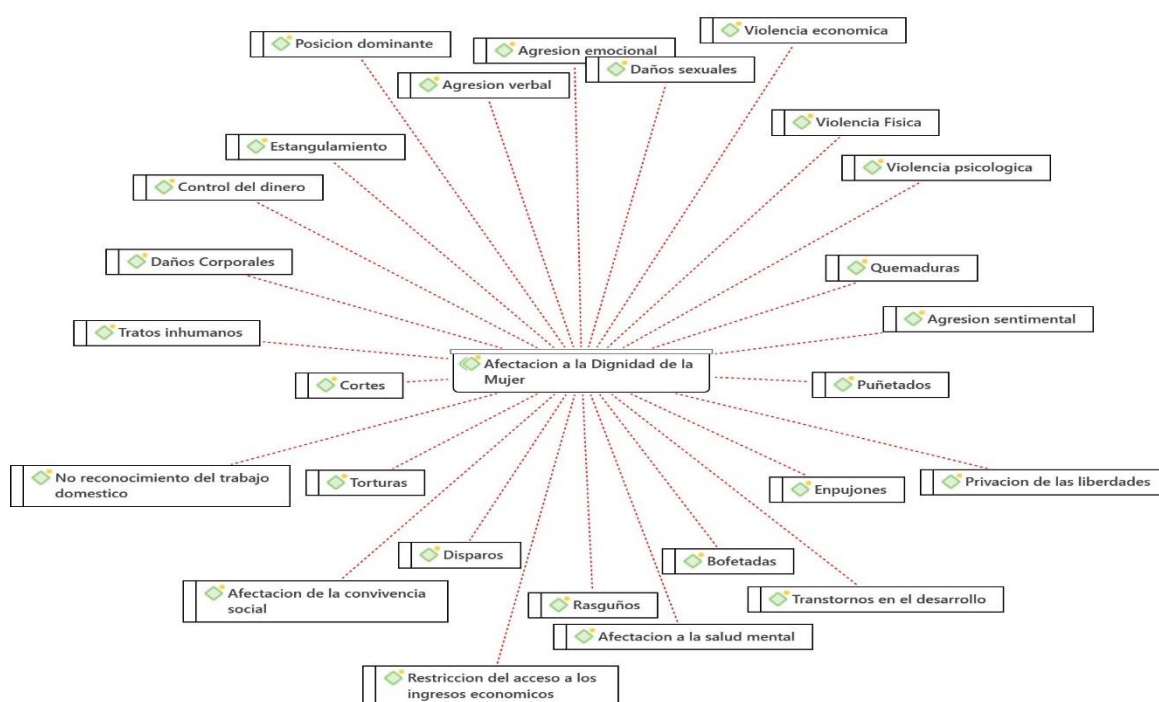 Violencia economica
Posicion dominante
Agresion emocional
Daños sexuales
Agresion verbal
Violencia Fisica
Estangulamiento
Violencia psicologica
Control del dinero
Daños Corporales
Quemaduras
Agresion sentimental
Tratos inhumanos
Afectacion a la Dignidad de la
Mujer
Cortes
Puñetados
No reconocimiento del trabajo
domestico
Torturas
Enpujones
Privacion de las liberdades
Disparos
Bofetadas
Afectacion de la convivencia
social
Rasguños
Transtornos en el desarrollo
Afectacion a la salud mental
Restriccion del acceso a los
ingresos economicos